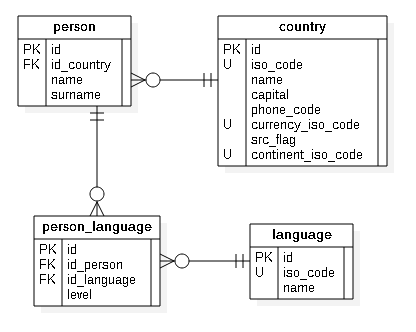 person
PK id
FK id_country
name
surname
country
PK id
U iso_code
name
capital
phone_code
U currency_iso_code
src_flag
U continent_iso_code
person_language
PK id
FK id_person
FK id_language
level
language
PK id
U iso_code
name